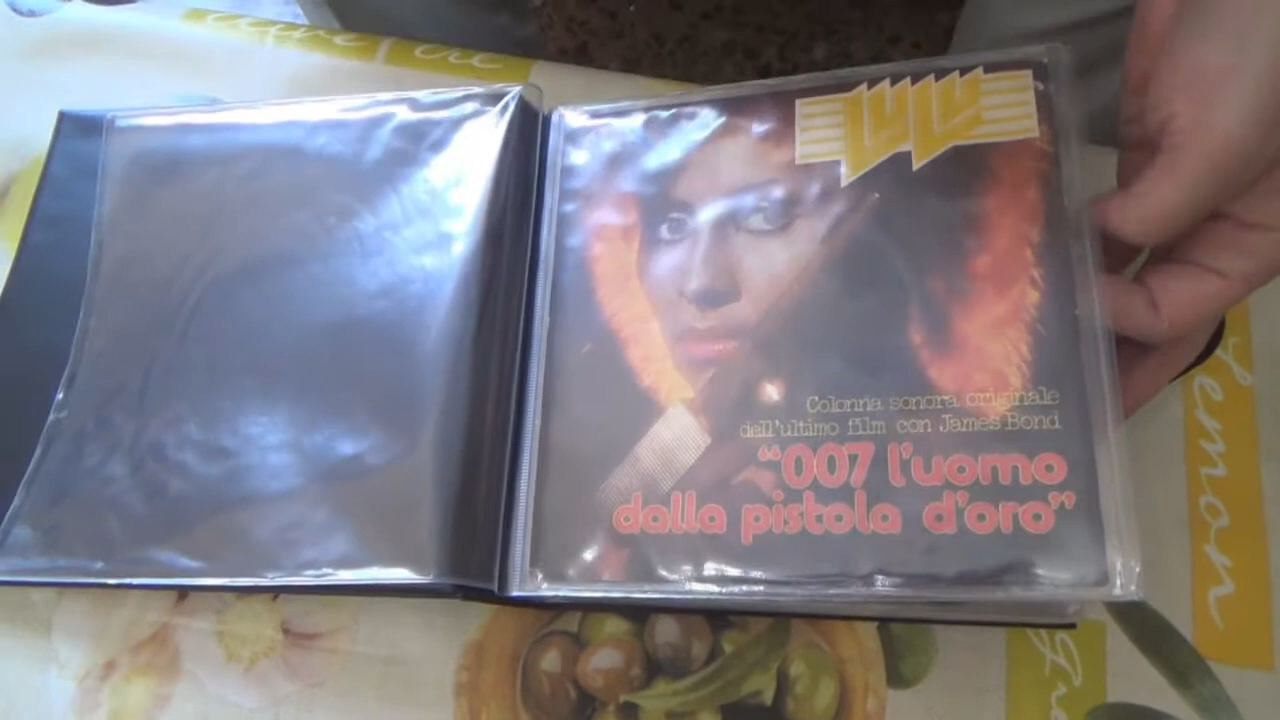 LULU
Colonna sonora originale
dell'ultimo film con James Bond
"007 l'uomo
dalla pistola d'oro"
Lemon